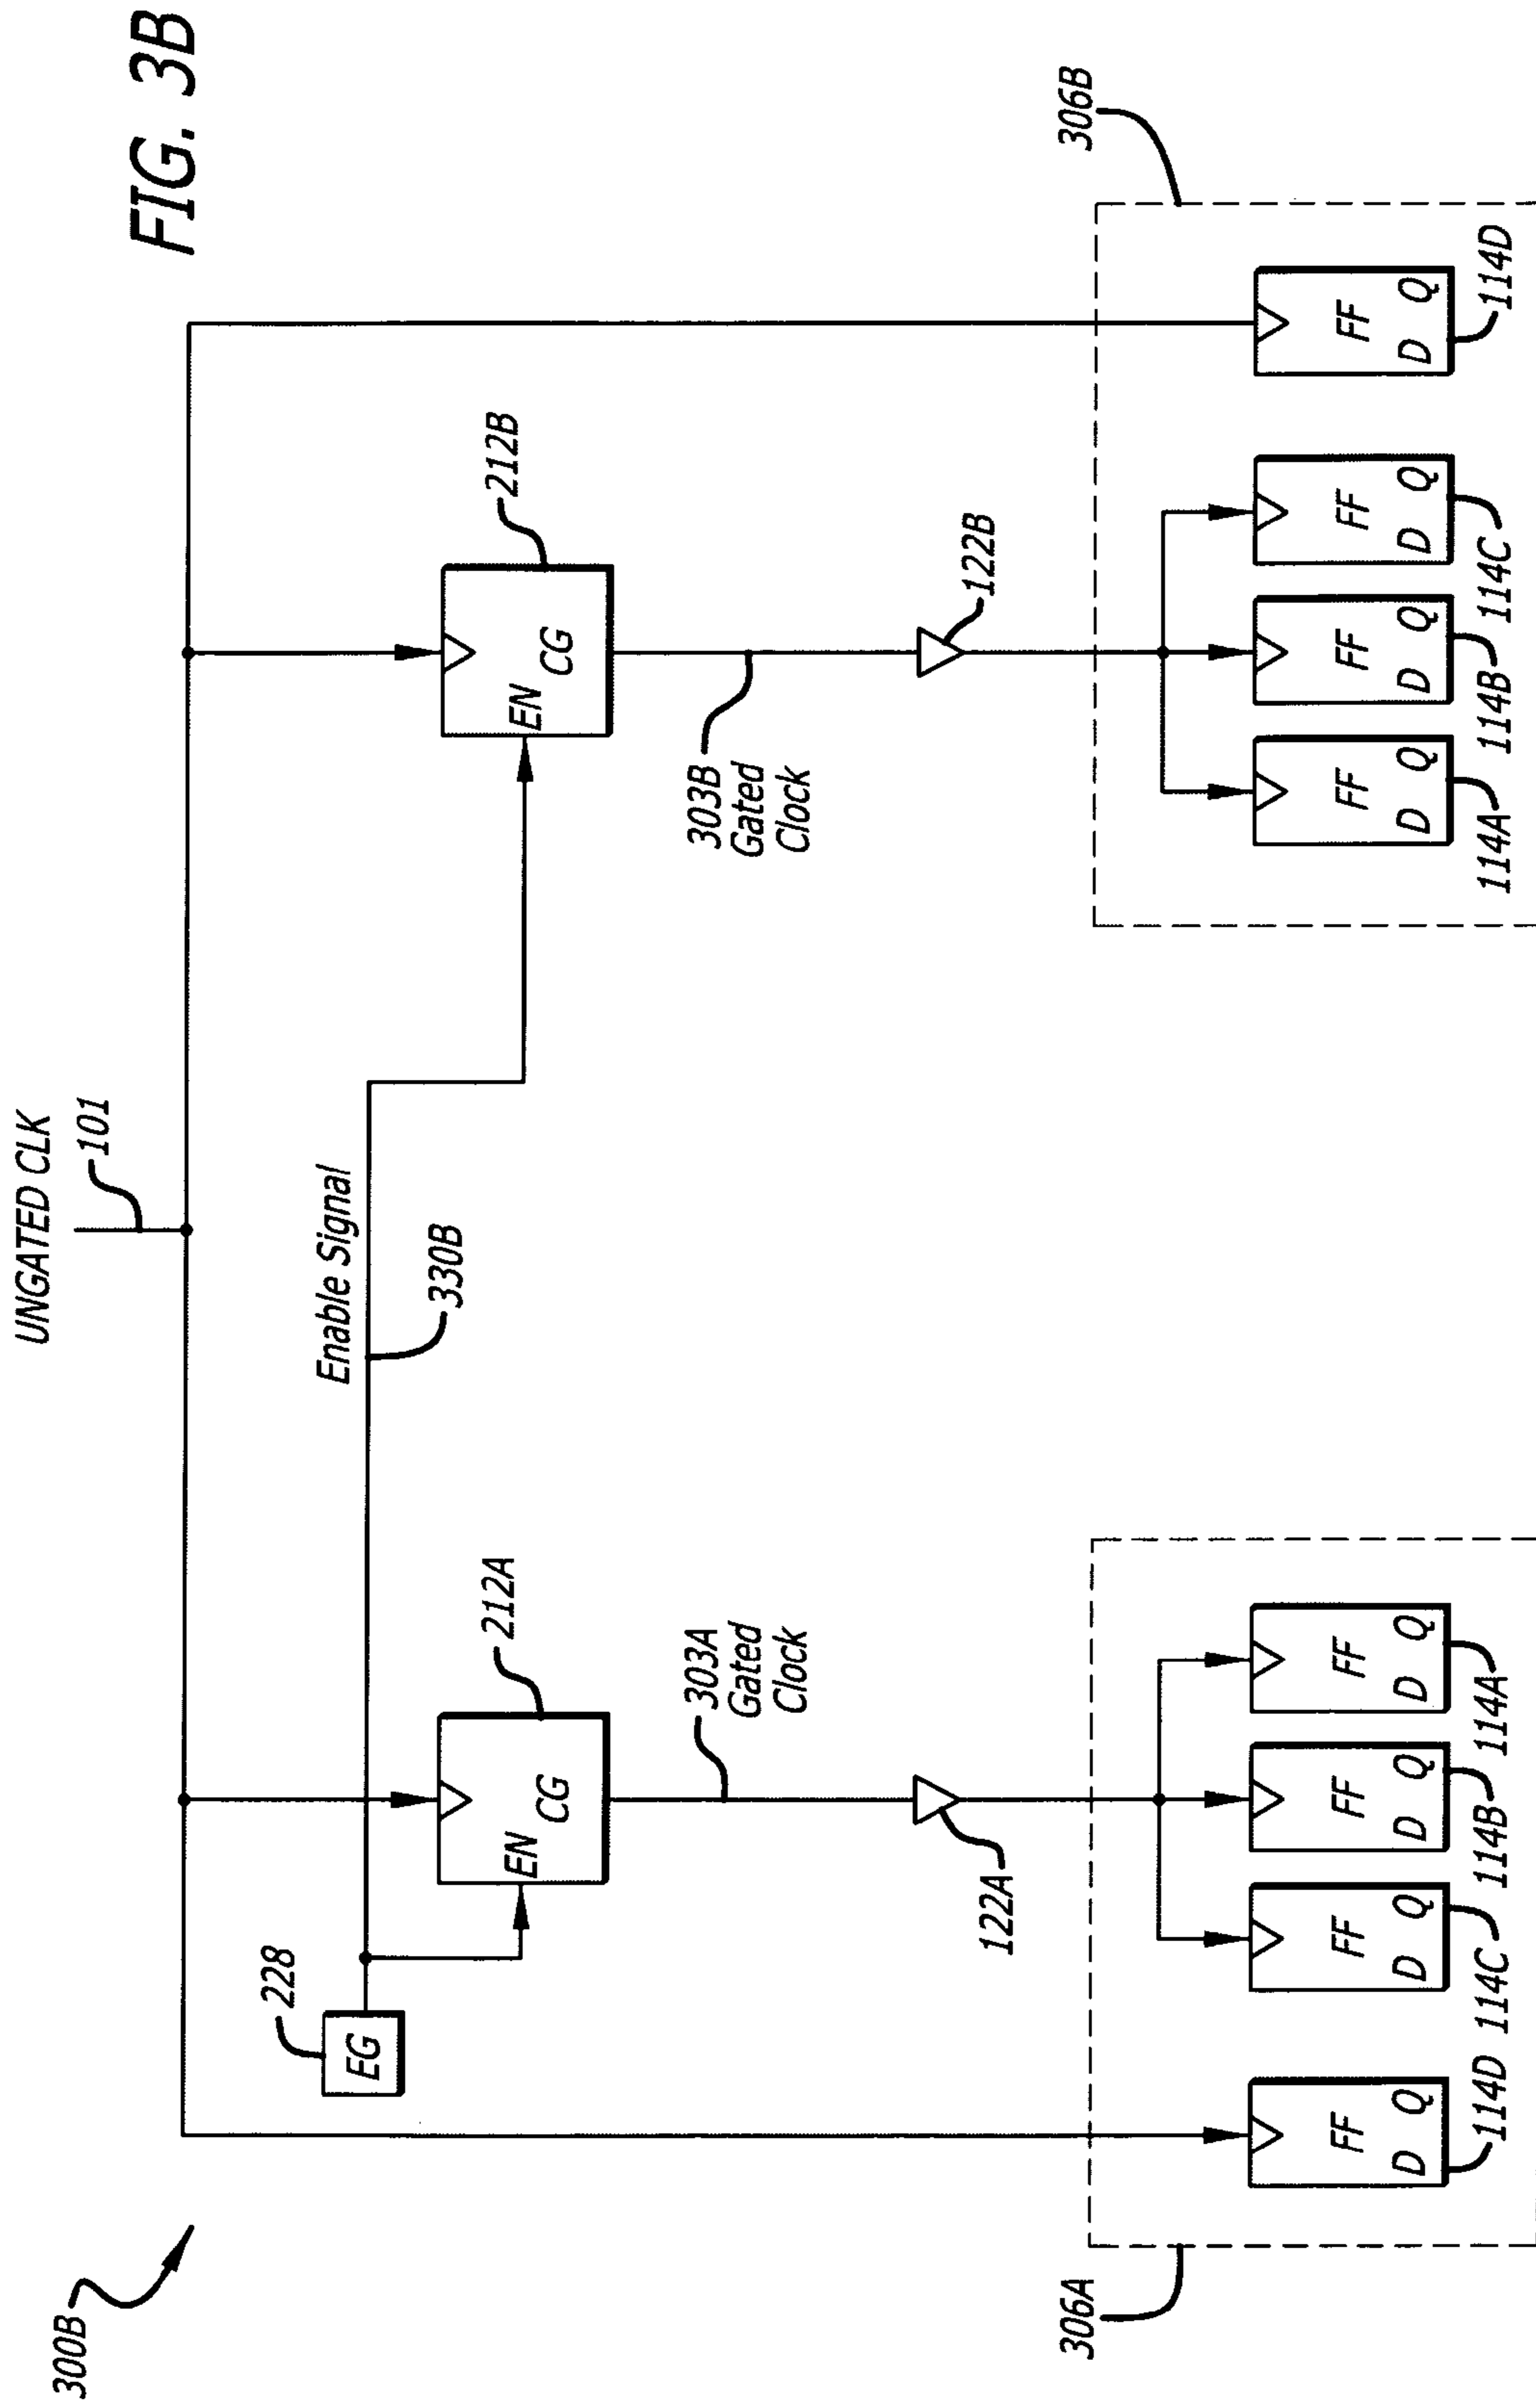 FIG. 3B
300B
UNGATED CLK
101
Enable Signal
330B
228
EG
212A
EN
CG
212B
EN
CG
303A
Gated
Clock
303B
Gated
Clock
122A
122B
306A
306B
FF
D Q
114D
FF
D Q
114C
FF
D Q
114B
FF
D Q
114A
FF
D Q
114A
FF
D Q
114B
FF
D Q
114C
FF
D Q
114D